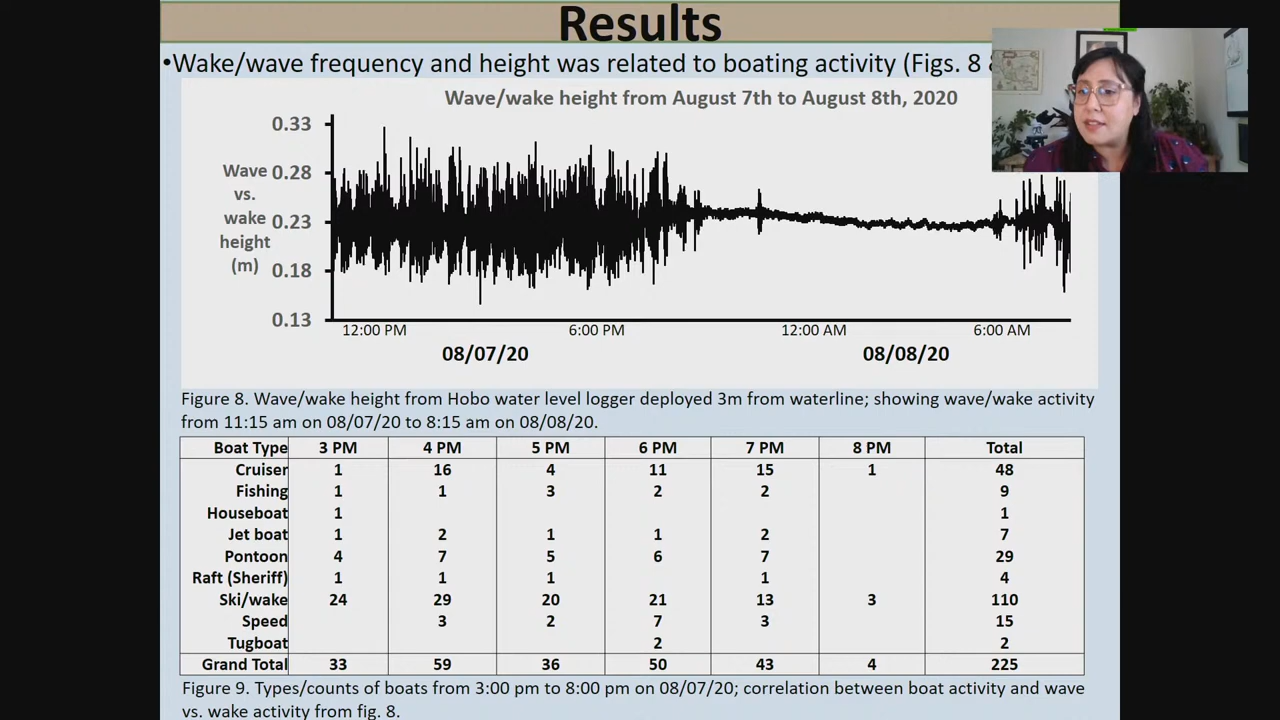 Results
•Wake/wave frequency and height was related to boating activity (Figs. 8
Wave/wake height from August 7th to August 8th, 2020
Wave
vs.
wake
height
(m)
0.33
0.28
0.23
0.18
0.13
12:00 PM 6:00 PM 12:00 AM 6:00 AM
08/07/20 08/08/20
Figure 8. Wave/wake height from Hobo water level logger deployed 3m from waterline; showing wave/wake activity
from 11:15 am on 08/07/20 to 8:15 am on 08/08/20.
Boat Type 3 PM 4 PM 5 PM 6 PM 7 PM 8 PM Total
Cruiser 1 16 4 11 15 1 48
Fishing 1 1 3 2 2 9
Houseboat 1 1
Jet boat 1 2 1 1 2 7
Pontoon 4 7 5 6 7 29
Raft (Sheriff) 1 1 1 1 4
Ski/wake 24 29 20 21 13 3 110
Speed 3 2 7 3 15
Tugboat 2 2
Grand Total 33 59 36 50 43 4 225
Figure 9. Types/counts of boats from 3:00 pm to 8:00 pm on 08/07/20; correlation between boat activity and wave
vs. wake activity from fig. 8.